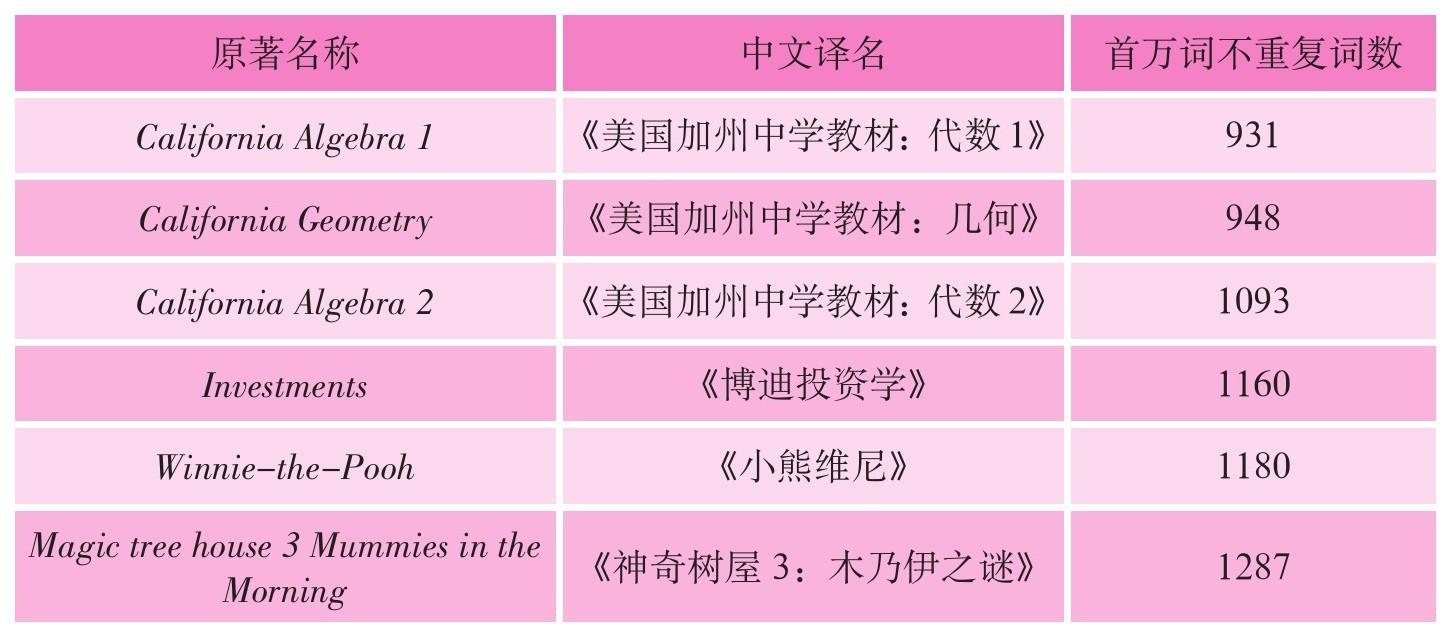 原著名称 中文译名 首万词不重复词数
California Algebra 1 《美国加州中学教材：代数1》 931
California Geometry 《美国加州中学教材：几何》 948
California Algebra 2 《美国加州中学教材：代数2》 1093
Investments 《博迪投资学》 1160
Winnie-the-Pooh 《小熊维尼》 1180
Magic tree house 3 Mummies in the
Morning 《神奇树屋3：木乃伊之谜》 1287